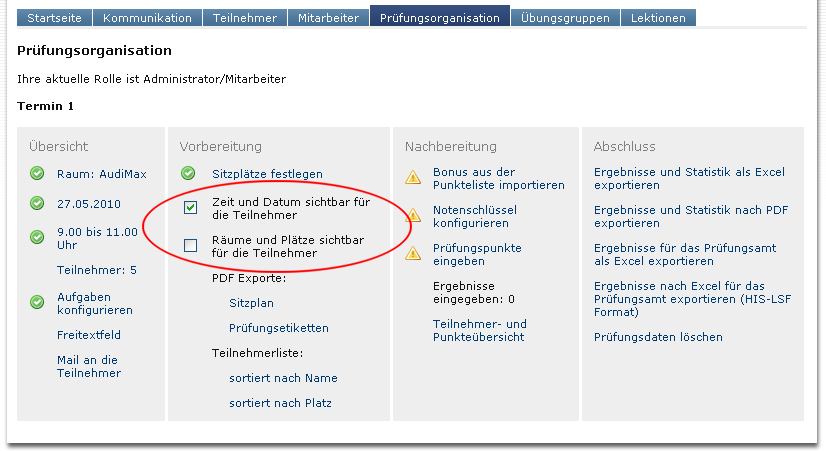 Startseite Kommunikation Teilnehmer Mitarbeiter Prüfungsorganisation Übungsgruppen Lektionen
Prüfungsorganisation
Ihre aktuelle Rolle ist Administrator/Mitarbeiter
Termin 1
Übersicht
Raum: AudiMax
27.05.2010
9.00 bis 11.00
Uhr
Teilnehmer: 5
Aufgaben
konfigurieren
Freitextfeld
Mail an die
Teilnehmer
Vorbereitung
Sitzplätze festlegen
Zeit und Datum sichtbar für
die Teilnehmer
Räume und Plätze sichtbar
für die Teilnehmer
PDF Exporte:
Sitzplan
Prüfungsetiketten
Teilnehmerliste:
sortiert nach Name
sortiert nach Platz
Nachbereitung
Bonus aus der
Punkteliste importieren
Notenschlüssel
konfigurieren
Prüfungspunkte
eingeben
Ergebnisse
eingegeben: 0
Teilnehmer- und
Punkteübersicht
Abschluss
Ergebnisse und Statistik als Excel
exportieren
Ergebnisse und Statistik nach PDF
exportieren
Ergebnisse für das Prüfungsamt
als Excel exportieren
Ergebnisse nach Excel für das
Prüfungsamt exportieren (HIS-LSF
Format)
Prüfungsdaten löschen